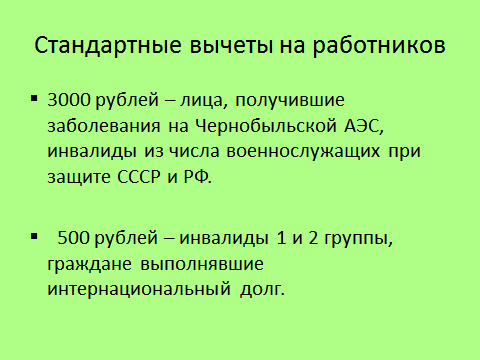 Стандартные вычеты на работников
▪ 3000 рублей – лица, получившие
заболевания на Чернобыльской АЭС,
инвалиды из числа военнослужащих при
защите СССР и РФ.
▪ 500 рублей – инвалиды 1 и 2 группы,
граждане выполнявшие
интернациональный долг.